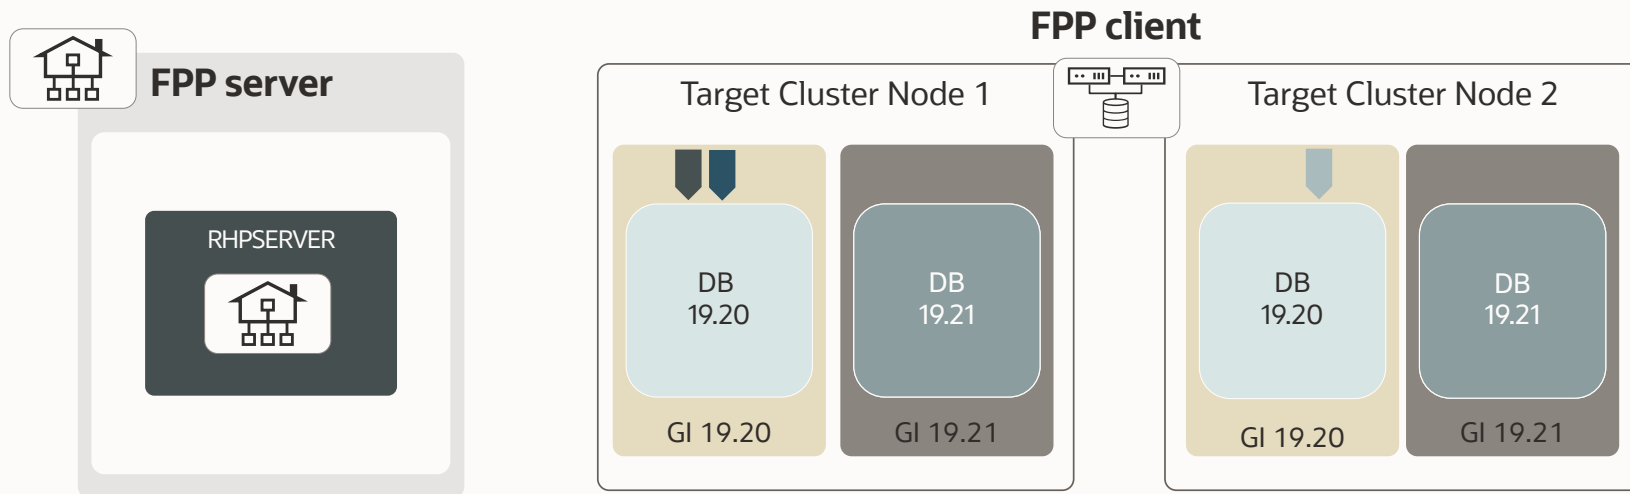 FPP client
FPP server
Target Cluster Node 1
Target Cluster Node 2
RHPSERVER
DB
19.20
DB
19.21
DB
19.20
DB
19.21
GI 19.20
GI 19.21
GI 19.20
GI 19.21